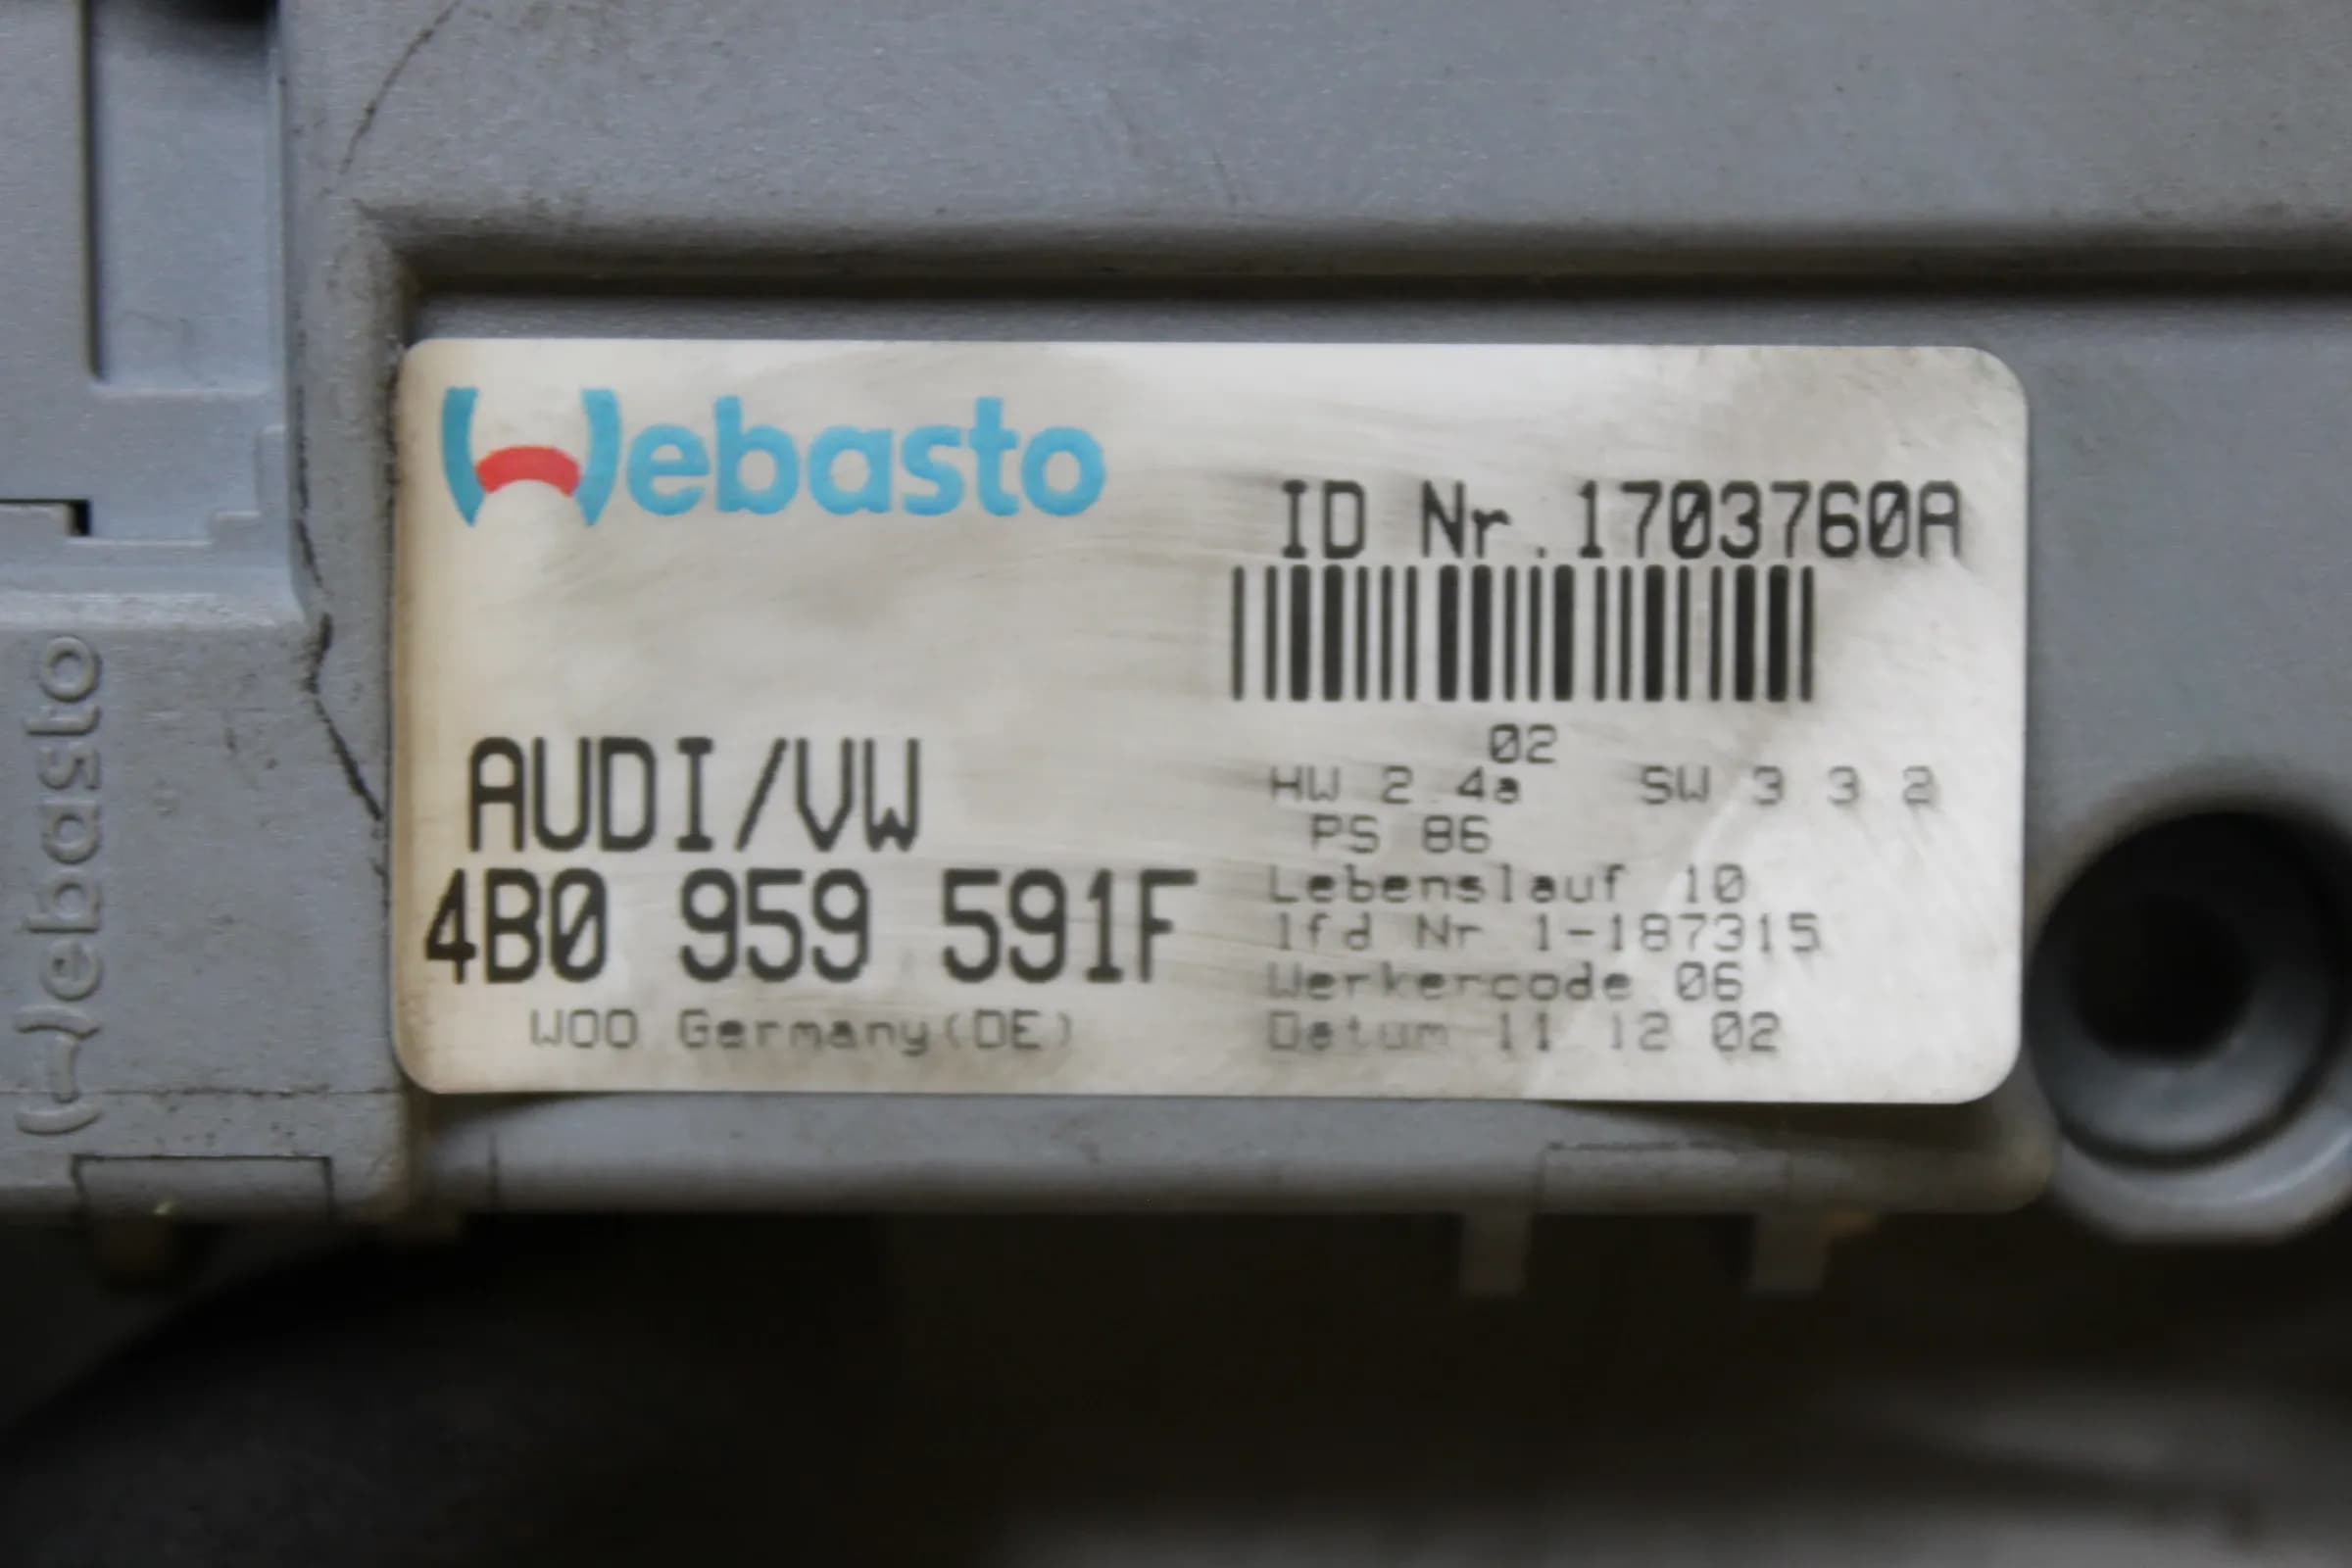 Webasto
ID Nr.1703760A
02
HW 2.4a SW 3 3 2
PS 86
Lebenslauf 10
lfd Nr 1-187315
Werkercode 06
Datum 11 12 02
AUDI/VW
4B0 959 591F
WOO Germany(DE)
Webasto